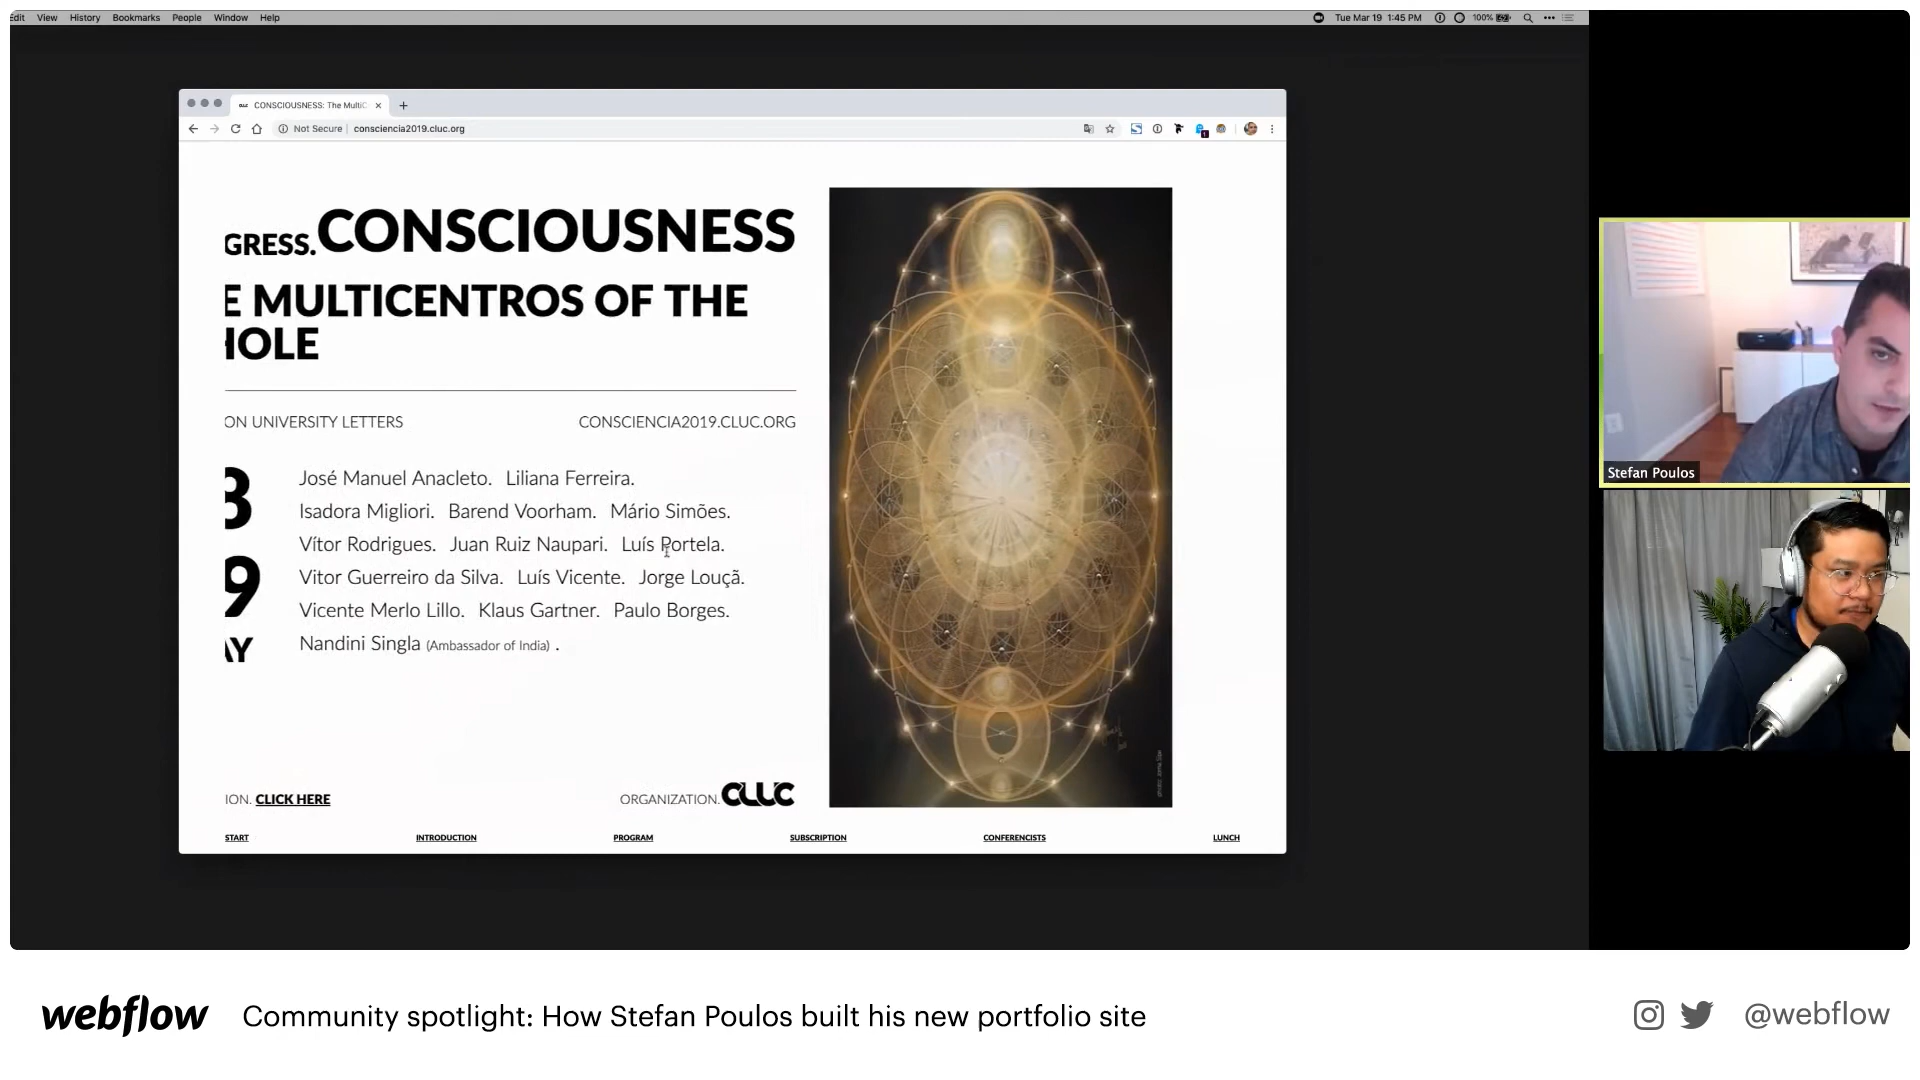 Edit View History Bookmarks People Window Help
Tue Mar 19 1:45 PM 100%
CONSCIOUSNESS: The MultiC
Not Secure | consciencia2019.cluc.org
GRESS.CONSCIOUSNESS
E MULTICENTROS OF THE
HOLE
ON UNIVERSITY LETTERS CONSCIENCIA2019.CLUC.ORG
José Manuel Anacleto. Liliana Ferreira.
Isadora Migliori. Barend Voorham. Mário Simões.
Vítor Rodrigues. Juan Ruiz Naupari. Luís Portela.
Vitor Guerreiro da Silva. Luís Vicente. Jorge Louçã.
Vicente Merlo Lillo. Klaus Gartner. Paulo Borges.
Nandini Singla (Ambassador of India) .
8
9
AY
ION. CLICK HERE
ORGANIZATION. CLUC
START INTRODUCTION PROGRAM SUBSCRIPTION CONFERENCISTS LUNCH
Stefan Poulos
webflow Community spotlight: How Stefan Poulos built his new portfolio site @webflow